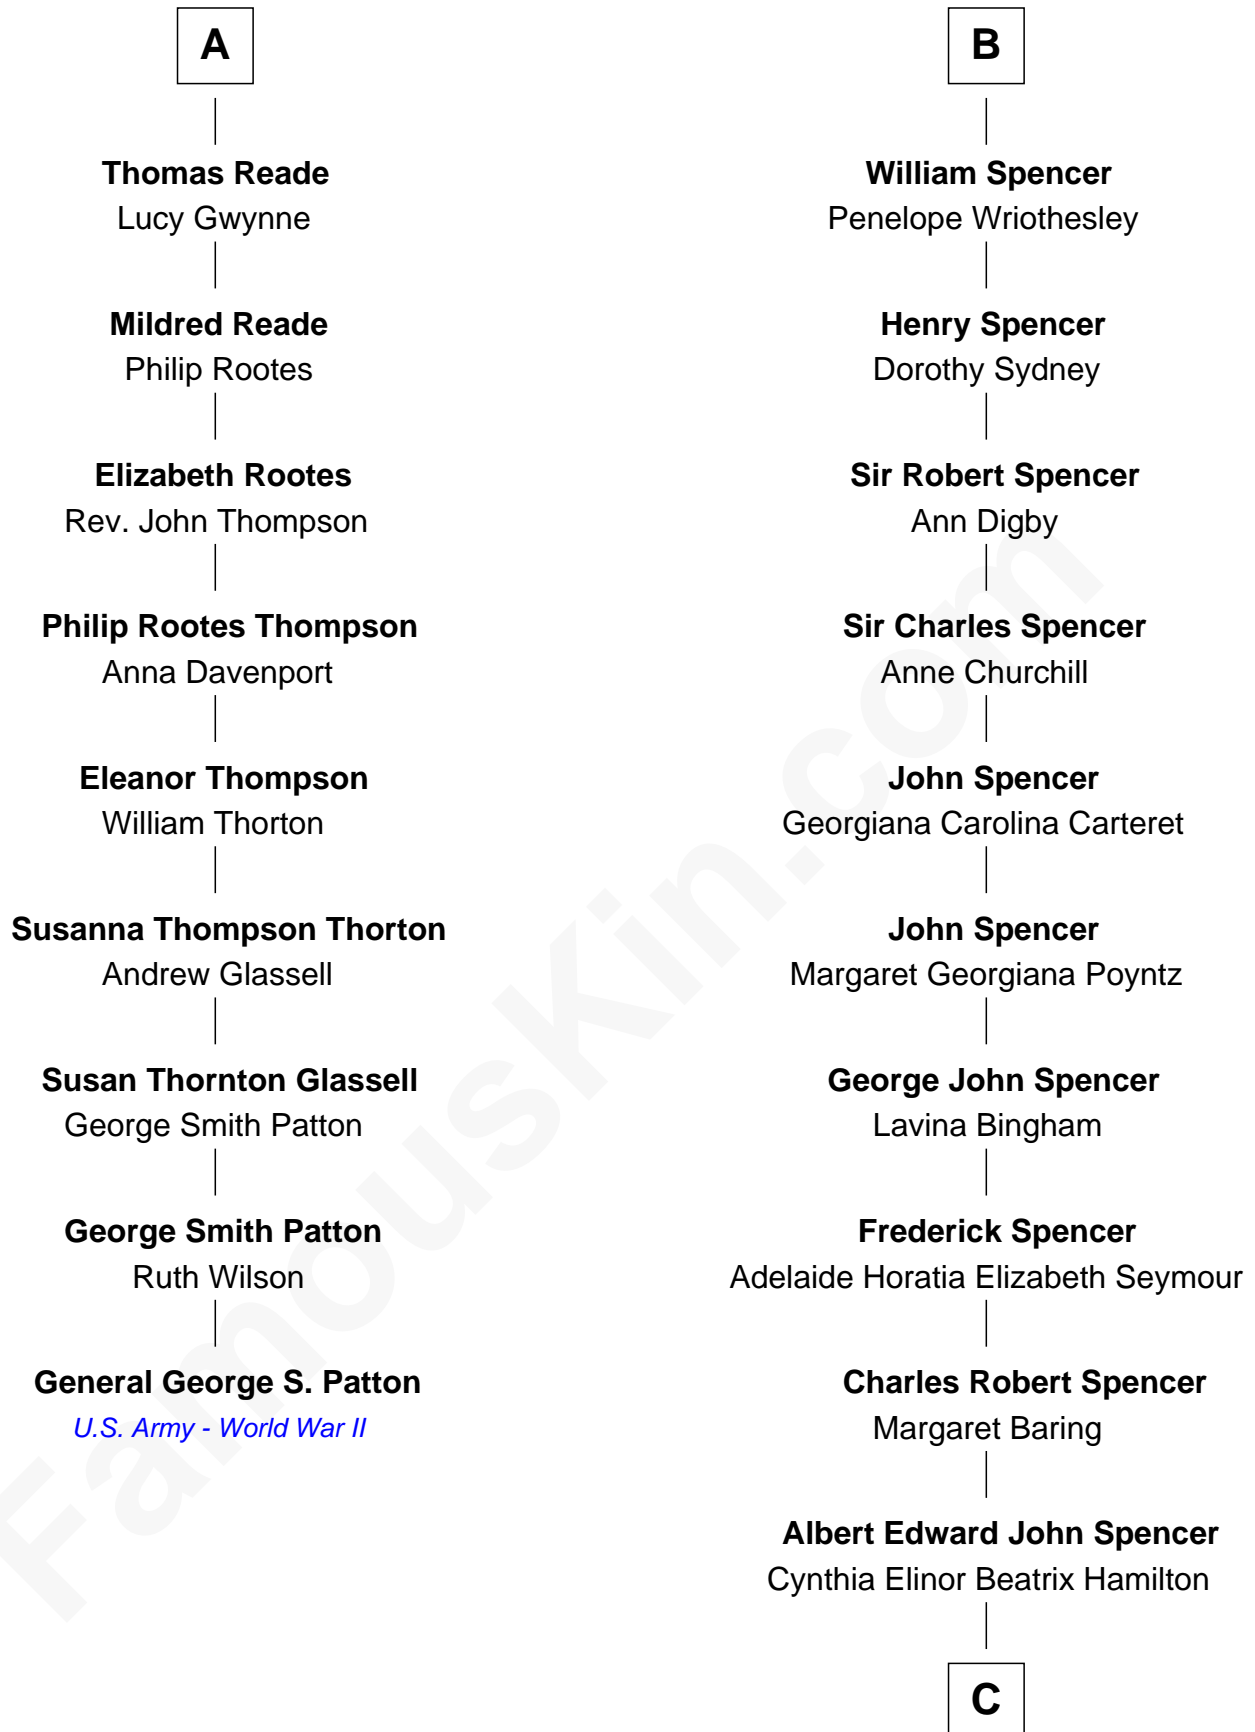 A
Thomas Reade
Lucy Gwynne
Mildred Reade
Philip Rootes
Elizabeth Rootes
Rev. John Thompson
Philip Rootes Thompson
Anna Davenport
Eleanor Thompson
William Thorton
Susanna Thompson Thorton
Andrew Glassell
Susan Thornton Glassell
George Smith Patton
George Smith Patton
Ruth Wilson
General George S. Patton
U.S. Army - World War II
B
William Spencer
Penelope Wriothesley
Henry Spencer
Dorothy Sydney
Sir Robert Spencer
Ann Digby
Sir Charles Spencer
Anne Churchill
John Spencer
Georgiana Carolina Carteret
John Spencer
Margaret Georgiana Poyntz
George John Spencer
Lavina Bingham
Frederick Spencer
Adelaide Horatia Elizabeth Seymour
Charles Robert Spencer
Margaret Baring
Albert Edward John Spencer
Cynthia Elinor Beatrix Hamilton
C
FamousKin.com